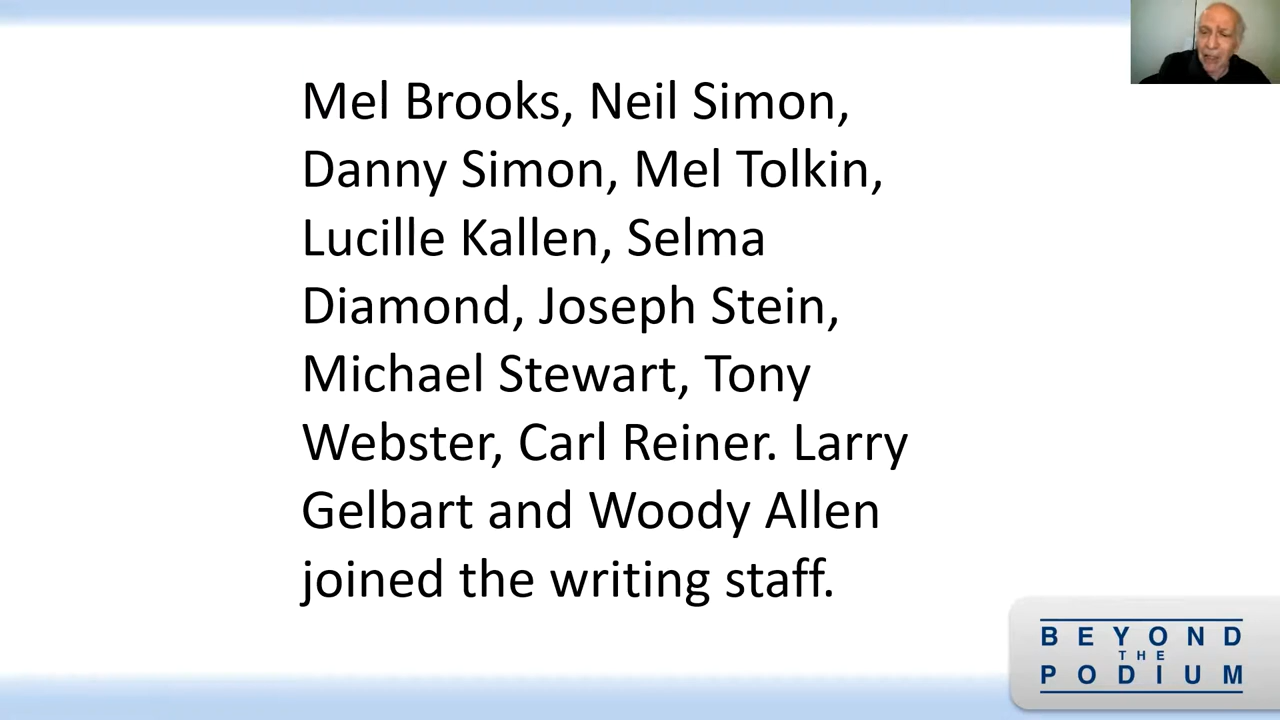 Mel Brooks, Neil Simon,
Danny Simon, Mel Tolkin,
Lucille Kallen, Selma
Diamond, Joseph Stein,
Michael Stewart, Tony
Webster, Carl Reiner. Larry
Gelbart and Woody Allen
joined the writing staff.
BEYOND
THE
PODIUM